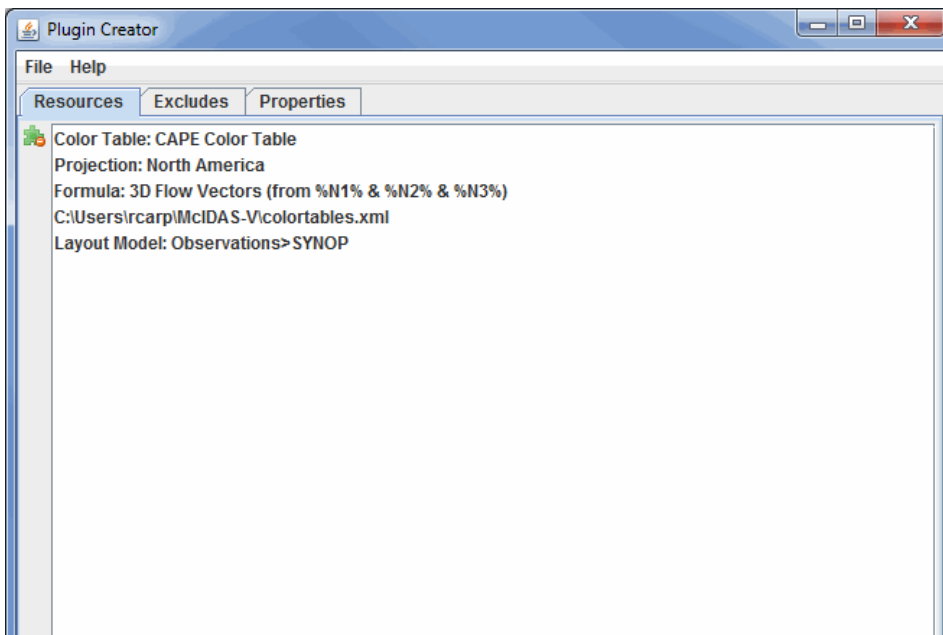 Plugin Creator
File Help
Resources Excludes Properties
Color Table: CAPE Color Table
Projection: North America
Formula: 3D Flow Vectors (from %N1% & %N2% & %N3%)
C:\Users\rcarp\McIDAS-V\colortables.xml
Layout Model: Observations>SYNOP